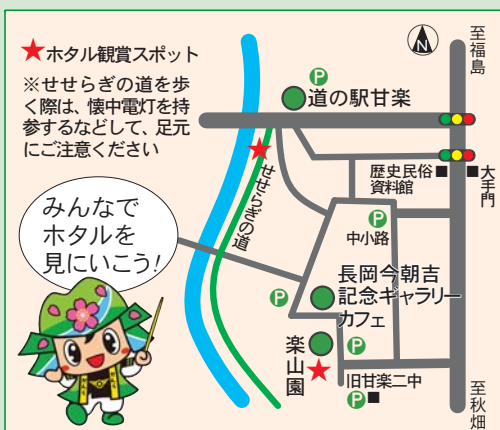 ★ホタル観賞スポット
※せせらぎの道を歩
く際は、懐中電灯を持
参するなどして、足元
にご注意ください
みんなで
ホタルを
見にいこう!
N
至福島
P
道の駅甘楽
せせらぎの道
歴史民俗
資料館
大手門
P
中小路
P
長岡今朝吉
記念ギャラリー
カフェ
楽山園
P
旧甘楽二中
P
至秋畑